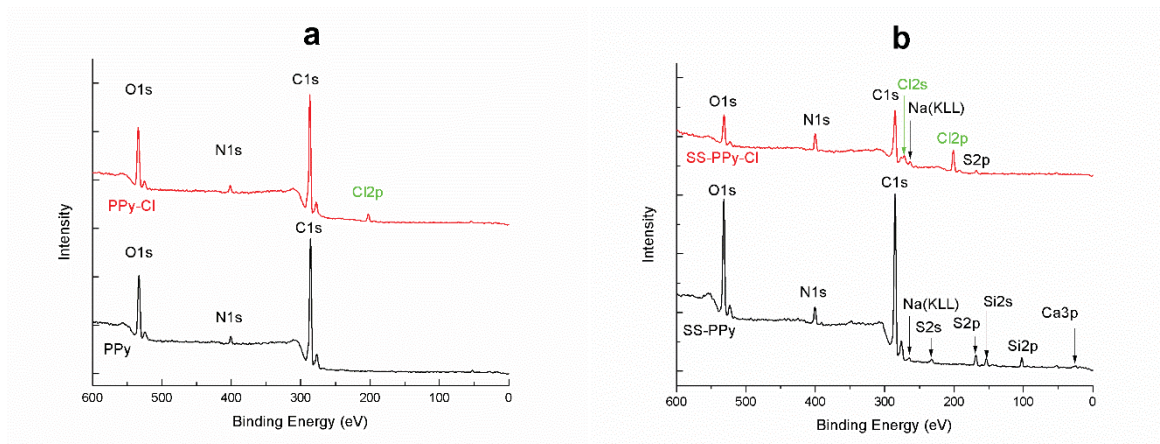 a
C1s
O1s
N1s
Cl2p
PPy-Cl
C1s
O1s
N1s
PPy
Intensity
600 500 400 300 200 100 0
Binding Energy (eV)
b
Cl2s
C1s
Na(KLL)
O1s
N1s
Cl2p
S2p
SS-PPy-Cl
C1s
O1s
N1s
Na(KLL)
S2s
S2p
Si2s
Si2p
Ca3p
SS-PPy
Intensity
600 500 400 300 200 100 0
Binding Energy (eV)